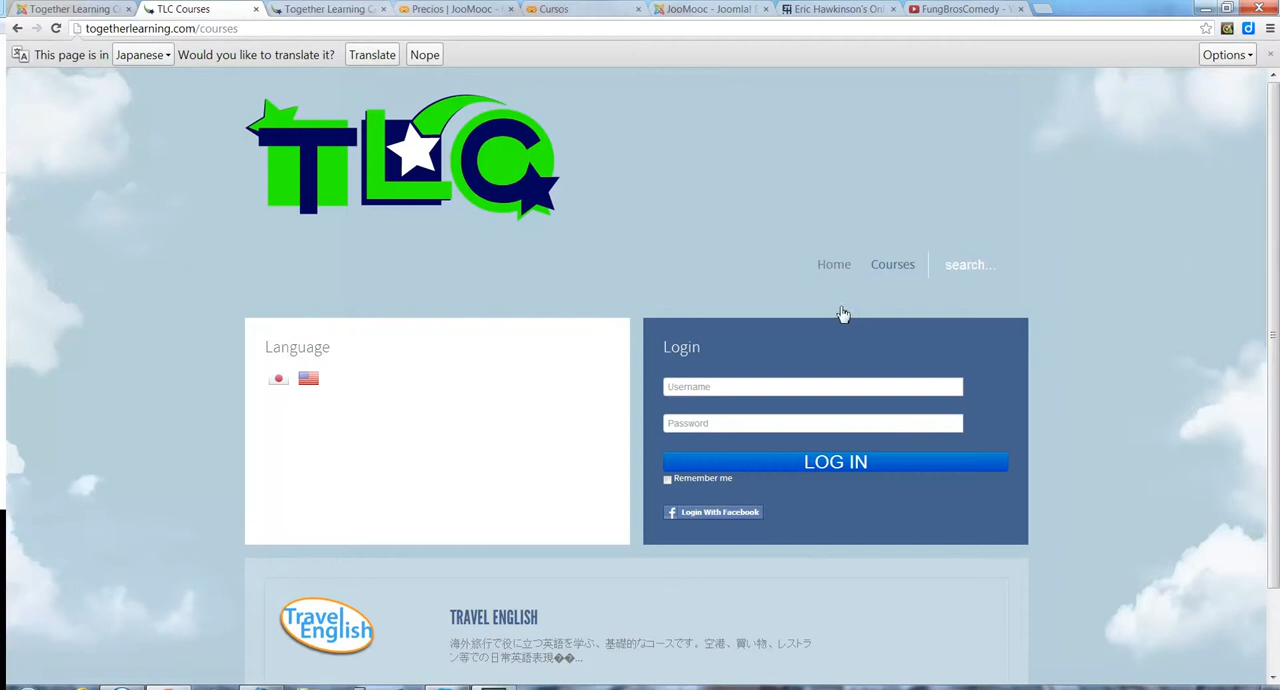 Together Learning C
TLC Courses
Together Learning C
Precios | JooMooc -
Cursos
JooMooc - Joomla! E
Eric Hawkinson's Onl
FungBrosComedy - Yo
togetherlearning.com/courses
This page is in Japanese Would you like to translate it? Translate Nope Options
TLC
Home Courses search...
Language
Login
Username
Password
LOG IN
Remember me
f Login With Facebook
Travel English
TRAVEL ENGLISH
海外旅行で役に立つ英語を学ぶ、基礎的なコースです。空港、買い物、レストラ
ン等での日常英語表現��...